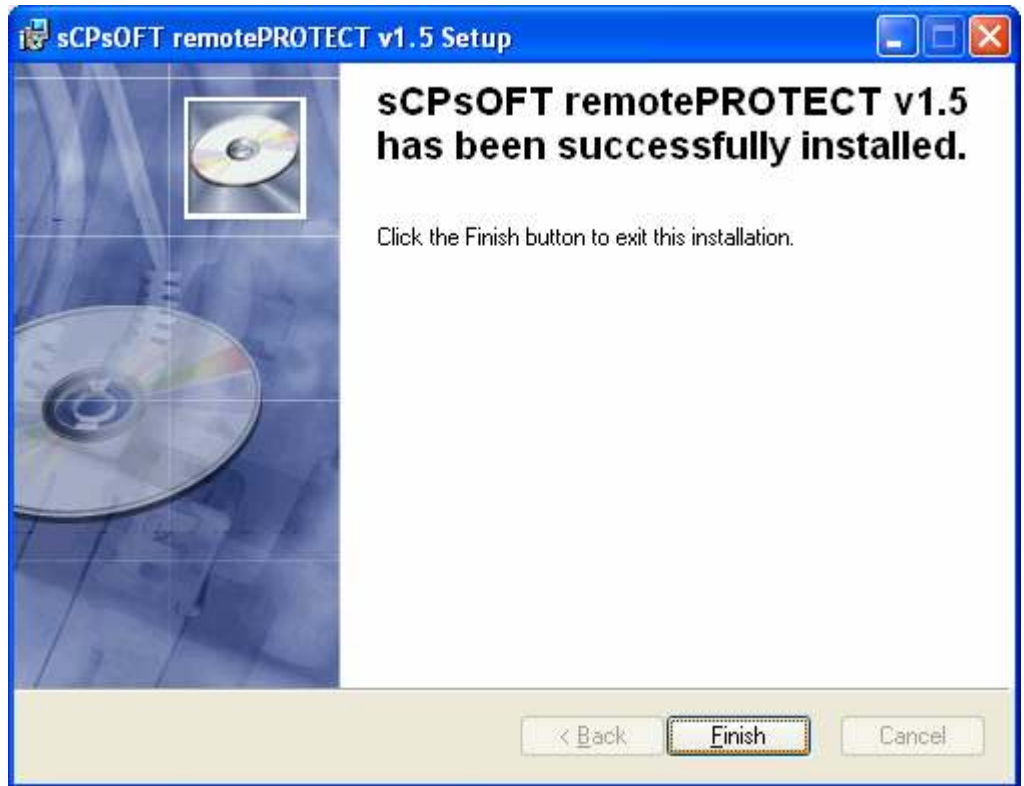 sCPsOFT remotePROTECT v1.5 Setup
sCPsOFT remotePROTECT v1.5
has been successfully installed.
Click the Finish button to exit this installation.
< Back
Finish
Cancel